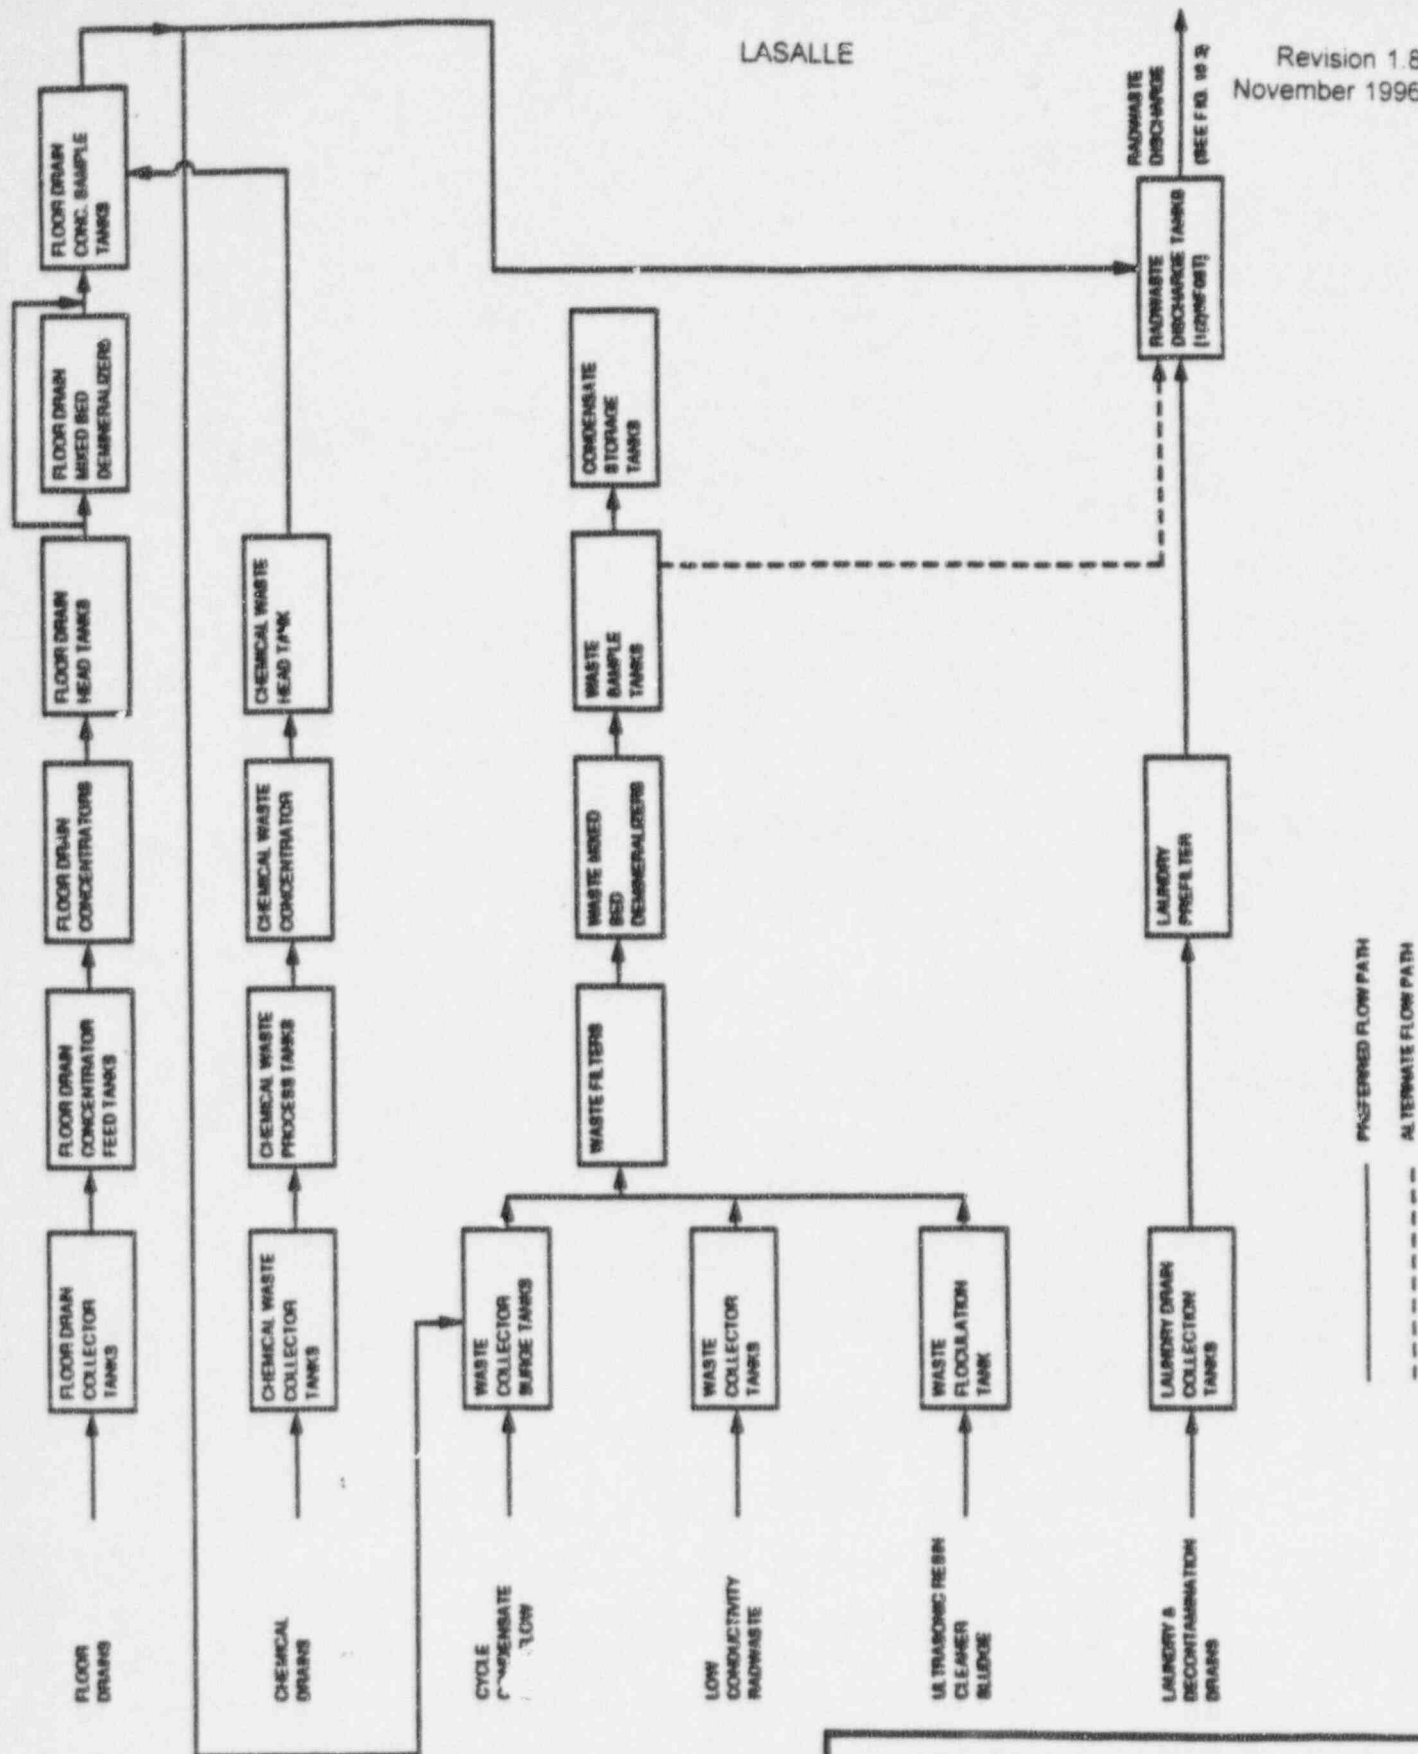 LASALLE
Revision 1.8
November 1996
FLOOR DRAIN
CONC. SAMPLE
TANKS
RADWASTE
DISCHARGE
(SEE FIG.
RADWASTE
DISCHARGE TANKS
FLOOR DRAIN
MIXED BED
DEMINERALIZERS
CONDENSATE
STORAGE
TANKS
FLOOR DRAIN
HEAD TANKS
CHEMICAL WASTE
HEAD TANK
WASTE
SAMPLE
TANKS
FLOOR DRAIN
CONCENTRATORS
CHEMICAL WASTE
CONCENTRATOR
WASTE MIXED
BED
DEMINERALIZERS
LAUNDRY
PREFILTER
FLOOR DRAIN
CONCENTRATOR
FEED TANKS
CHEMICAL WASTE
PROCESS TANKS
WASTE FILTERS
FLOOR DRAIN
COLLECTOR
TANKS
CHEMICAL WASTE
COLLECTOR
TANKS
WASTE
COLLECTOR
SURGE TANKS
WASTE
COLLECTOR
TANKS
WASTE
FLOCULATION
TANK
LAUNDRY DRAIN
COLLECTION
TANKS
FLOOR
DRAINS
CHEMICAL
DRAINS
CYCLE
CONDENSATE
LOW
CONDUCTIVITY
RADWASTE
ULTRASONIC RESIN
CLEANER
SLUDGE
LAUNDRY &
DECONTAMINATION
DRAINS
PREFERRED FLOW PATH
ALTERNATE FLOW PATH